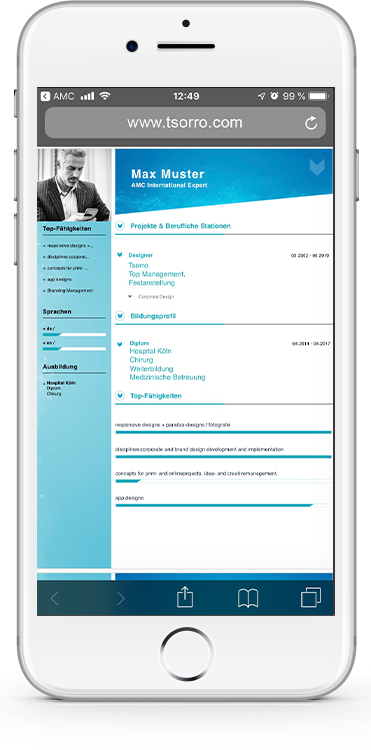 AMC
12:49
99 %
www.tsorro.com
Max Muster
AMC International Expert
Top-Fähigkeiten
+ responsive designs +...
+ disciplines:corporat...
+ concepts for print- ...
+ app designs
+ Branding Management
Sprachen
+ de /
+ en /
Ausbildung
+ Hospital Köln
Diplom
Chirurg
Projekte & Berufliche Stationen
Designer
03.2002 - 04.2019
Tsorro
Top Management,
Festanstellung
Corporate Design
Bildungsprofil
Diplom
04.2014 - 04.2017
Hospital Köln
Chirurg
Weiterbildung
Medizinische Betreuung
Top-Fähigkeiten
responsive designs + parallax designs / fotografie
disciplines:corporate and brand design development and implementation
concepts for print- and onlineprojects. idea- and creativemanagement.
app designs